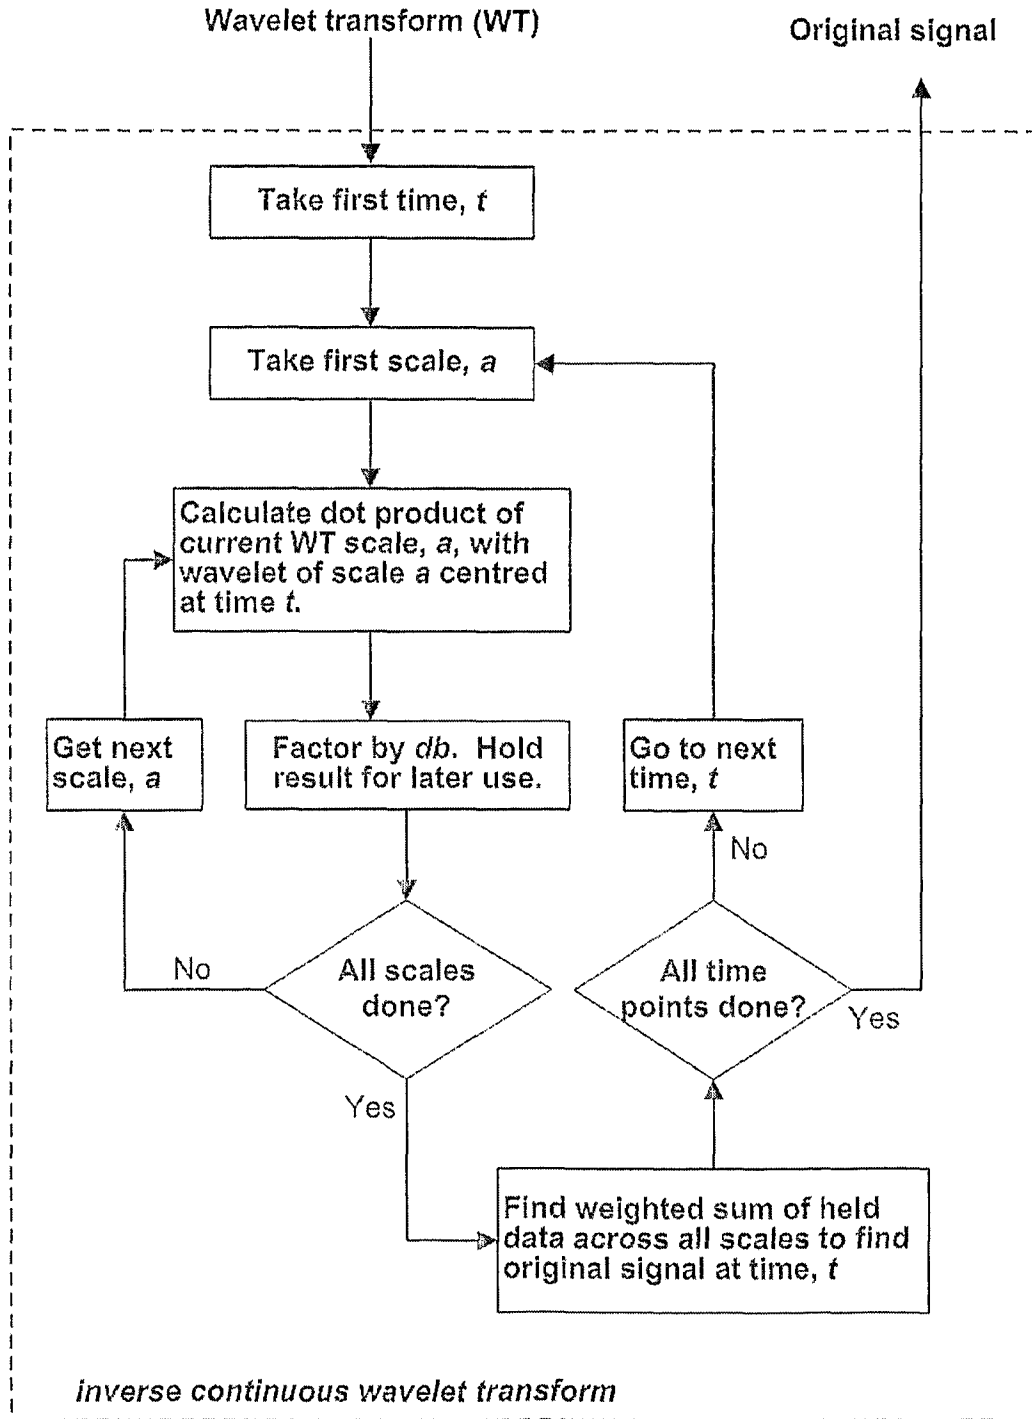 Wavelet transform (WT)
Original signal
Take first time, t
Take first scale, a
Calculate dot product of
current WT scale, a, with
wavelet of scale a centred
at time t.
Get next
scale, a
Factor by db. Hold
result for later use.
Go to next
time, t
No
No
All scales
done?
All time
points done?
Yes
Yes
Find weighted sum of held
data across all scales to find
original signal at time, t
inverse continuous wavelet transform